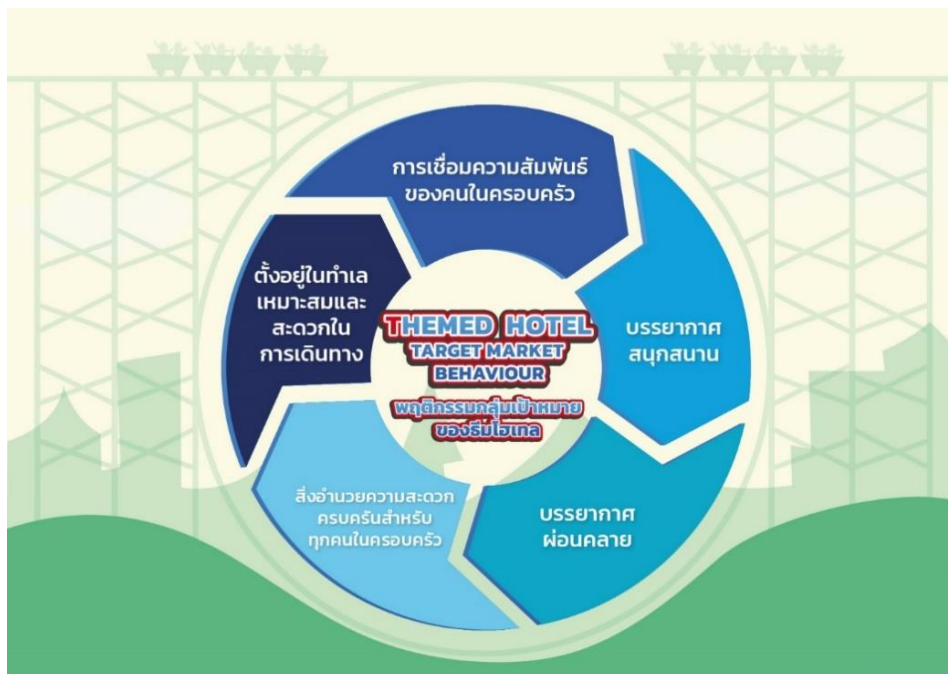 การเชื่อมความสัมพันธ์
ของคนในครอบครัว
บรรยากาศ
สนุกสนาน
บรรยากาศ
ผ่อนคลาย
สิ่งอำนวยความสะดวก
ครบครันสำหรับ
ทุกคนในครอบครัว
ตั้งอยู่ในทำเล
เหมาะสมและ
สะดวกใน
การเดินทาง
THEMED HOTEL
TARGET MARKET
BEHAVIOUR
พฤติกรรมกลุ่มเป้าหมาย
ของธีมโฮเทล